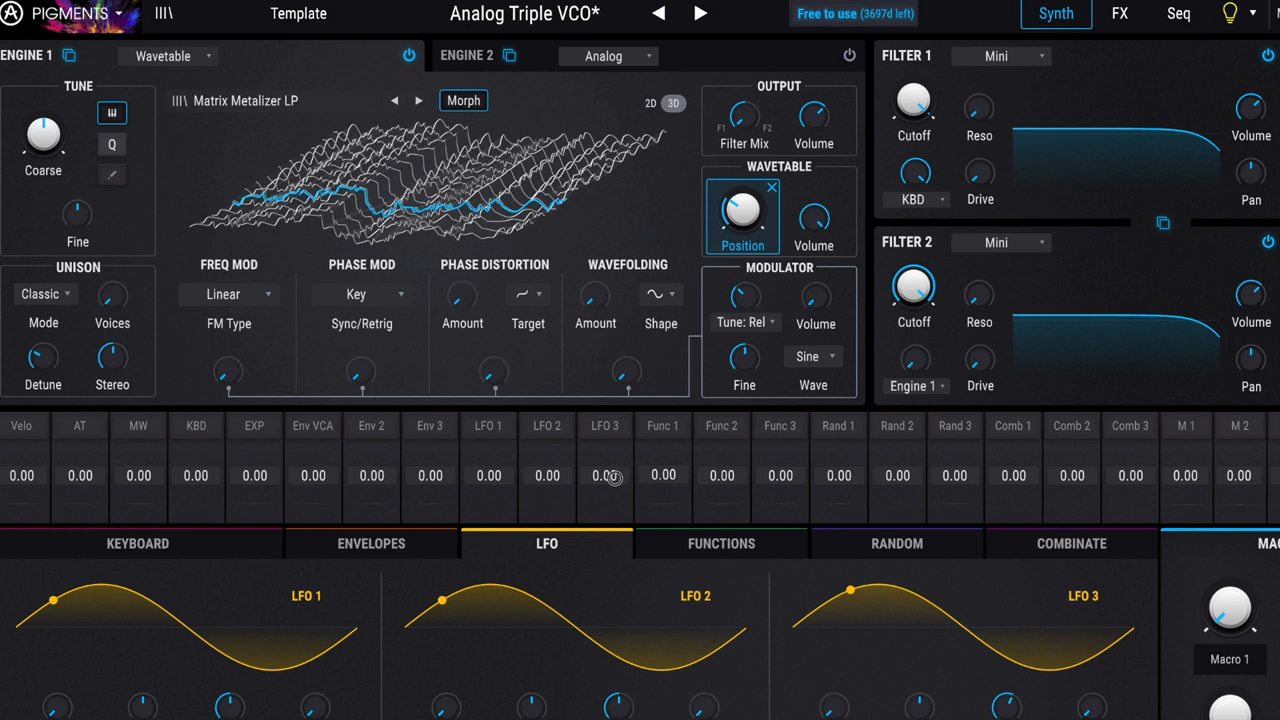 PIGMENTS Template Analog Triple VCO* Free to use (3697d left) Synth FX Seq
ENGINE 1 Wavetable ENGINE 2 Analog FILTER 1 Mini
TUNE
Coarse
Q
Fine
Matrix Metalizer LP Morph 2D 3D
OUTPUT
F1 F2
Filter Mix Volume
WAVETABLE
Position Volume
Cutoff Reso Volume
KBD Drive Pan
FILTER 2 Mini
UNISON
Classic
Mode Voices
Detune Stereo
FREQ MOD PHASE MOD PHASE DISTORTION WAVEFOLDING
Linear Key
FM Type Sync/Retrig Amount Target Amount Shape
MODULATOR
Tune: Rel Volume
Sine
Fine Wave
Cutoff Reso Volume
Engine 1 Drive Pan
Velo AT MW KBD EXP Env VCA Env 2 Env 3 LFO 1 LFO 2 LFO 3 Func 1 Func 2 Func 3 Rand 1 Rand 2 Rand 3 Comb 1 Comb 2 Comb 3 M 1 M 2
0.00 0.00 0.00 0.00 0.00 0.00 0.00 0.00 0.00 0.00 0.00 0.00 0.00 0.00 0.00 0.00 0.00 0.00 0.00 0.00 0.00 0.00
KEYBOARD ENVELOPES LFO FUNCTIONS RANDOM COMBINATE MAC
LFO 1 LFO 2 LFO 3
Macro 1